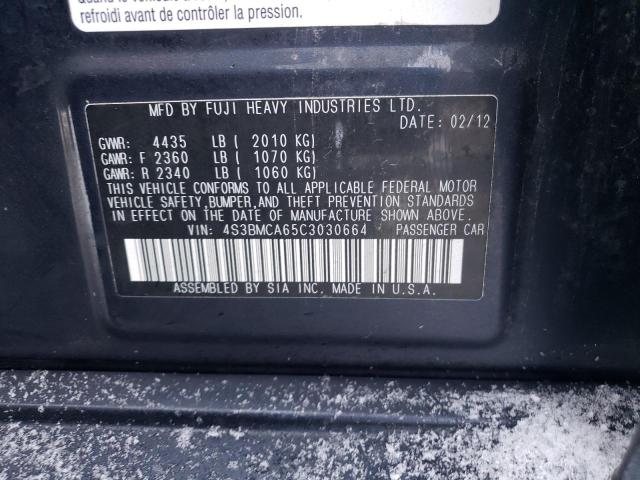 refroidi avant de contrôler la pression.
MFD BY FUJI HEAVY INDUSTRIES LTD.
DATE: 02/12
GVWR: 4435 LB ( 2010 KG)
GAWR: F 2360 LB ( 1070 KG)
GAWR: R 2340 LB ( 1060 KG)
THIS VEHICLE CONFORMS TO ALL APPLICABLE FEDERAL MOTOR
VEHICLE SAFETY, BUMPER, AND THEFT PREVENTION STANDARDS
IN EFFECT ON THE DATE OF MANUFACTURE SHOWN ABOVE.
VIN: 4S3BMCA65C3030664 PASSENGER CAR
ASSEMBLED BY SIA INC. MADE IN U.S.A.